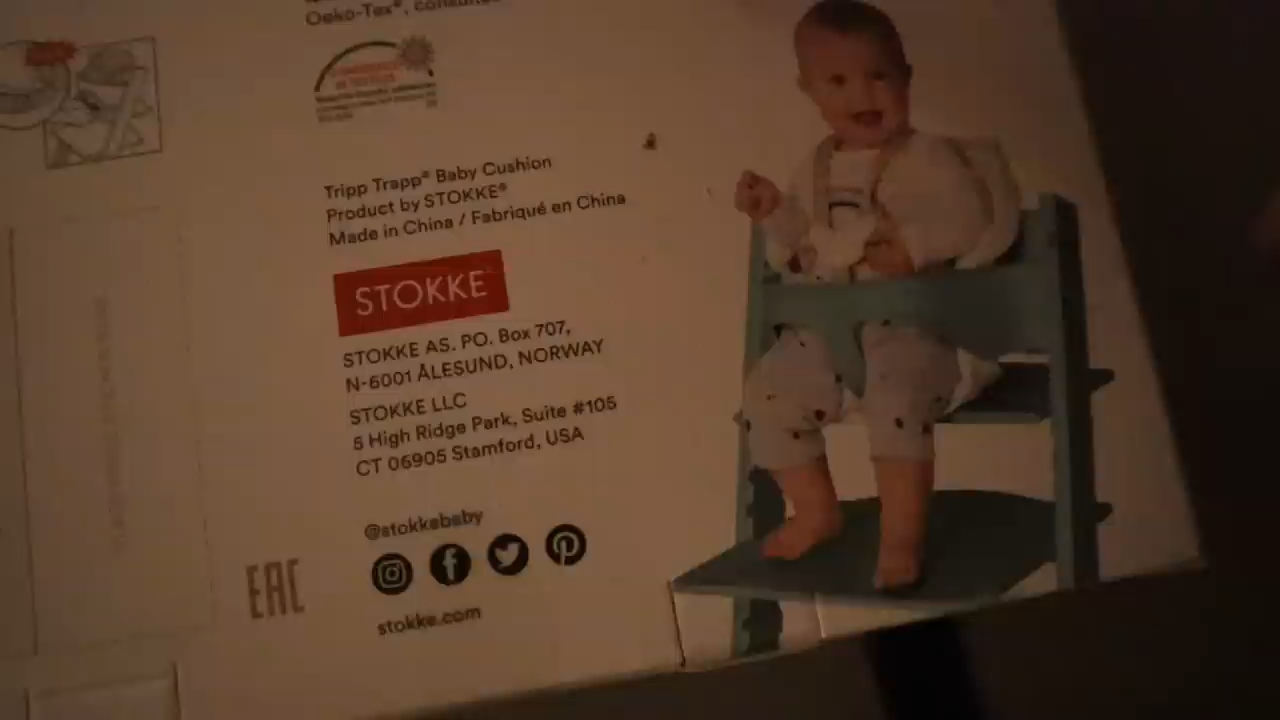 Oeko-Tex®,
Tripp Trapp® Baby Cushion
Product by STOKKE®
Made in China / Fabriqué en China
STOKKE
STOKKE AS. PO. Box 707,
N-6001 ÅLESUND, NORWAY
STOKKE LLC
5 High Ridge Park, Suite #105
CT 06905 Stamford, USA
@stokkebaby
EAC
stokke.com